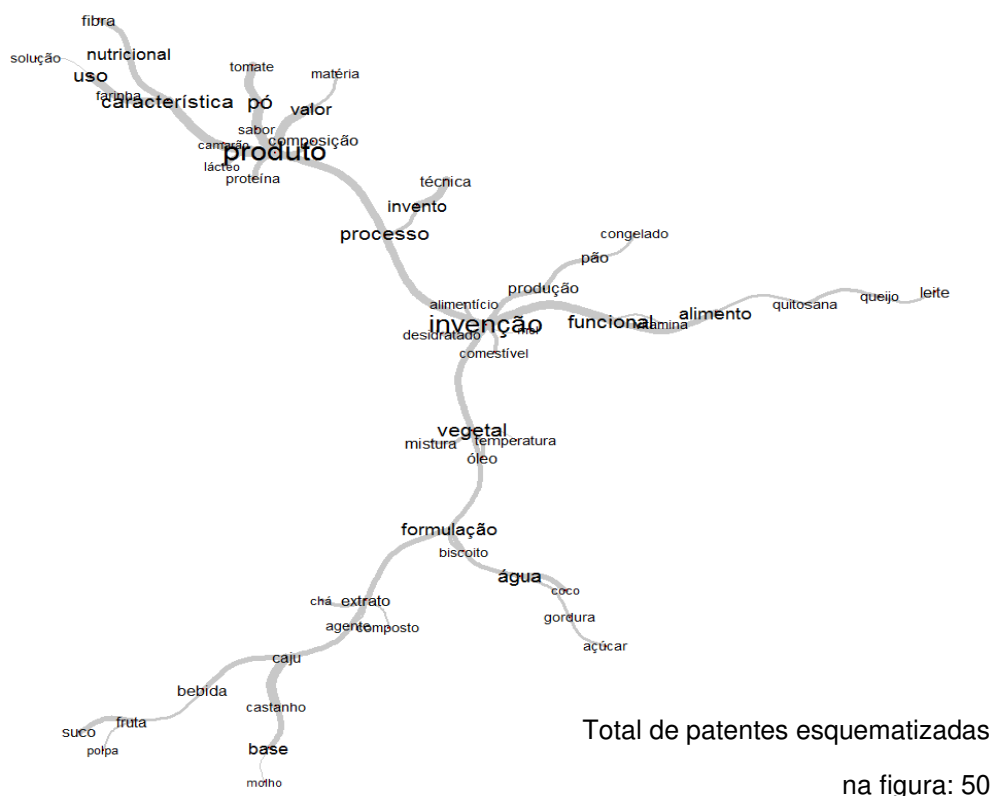 fibra
solução
nutricional
tomate
matéria
uso
farinha
característica
pó
valor
sabor
camarão
composição
produto
lácteo
proteína
técnica
invento
processo
congelado
pão
produção
alimentício
invenção
mel
desidratado
comestível
funcional
vitamina
alimento
quitosana
queijo
leite
vegetal
mistura
temperatura
óleo
formulação
biscoito
água
coco
gordura
açúcar
chá
extrato
agente
composto
caju
bebida
castanho
suco
fruta
polpa
base
molho
Total de patentes esquematizadas
na figura: 50